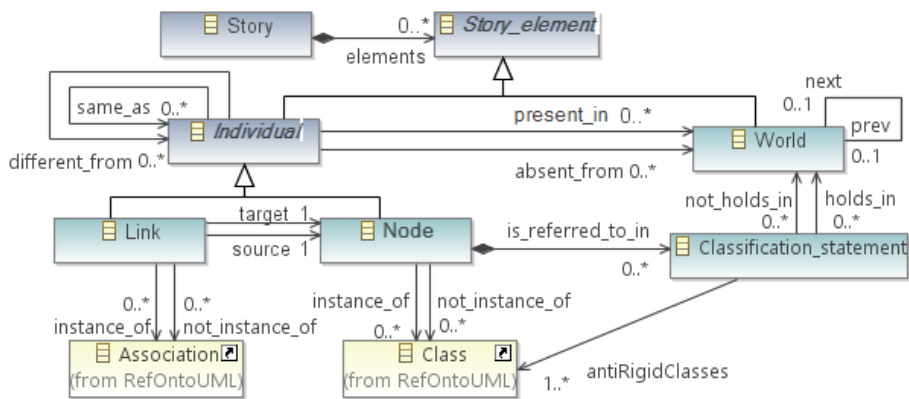 Story
0..*
Story_element
elements
next
same_as 0..*
0..1
present_in 0..*
prev
Individual
World
different_from 0..*
absent_from 0..*
0..1
not_holds_in
holds_in
target 1
0..*
0..*
Link
Node
is_referred_to_in
source 1
Classification_statement
0..*
0..*
0..*
instance_of
not_instance_of
instance_of
not_instance_of
0..*
0..*
Association
Class
(from RefOntoUML)
(from RefOntoUML)
1..*
antiRigidClasses